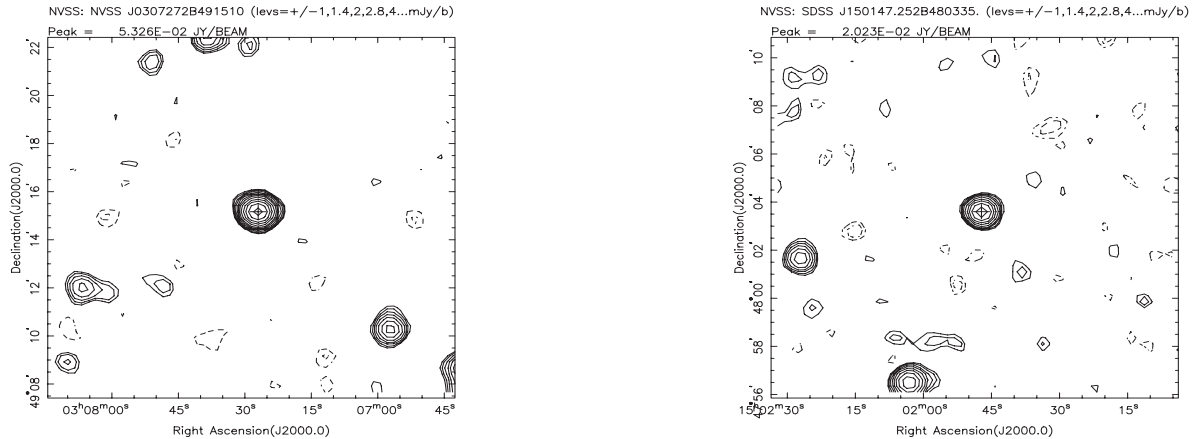 NVSS: NVSS J0307272B491510 (levs=+/−1,1.4,2,2.8,4...mJy/b)
Peak = 5.326E−02 JY/BEAM
22'
20'
18'
16'
14'
12'
10'
49°08'
Declination(J2000.0)
03h08m00s 45s 30s 15s 07m00s 45s
Right Ascension(J2000.0)
NVSS: SDSS J150147.252B480335. (levs=+/−1,1.4,2,2.8,4...mJy/b)
Peak = 2.023E−02 JY/BEAM
10'
08'
06'
04'
02'
48°00'
58'
56'
Declination(J2000.0)
15h02m30s 15s 02m00s 45s 30s 15s
Right Ascension(J2000.0)